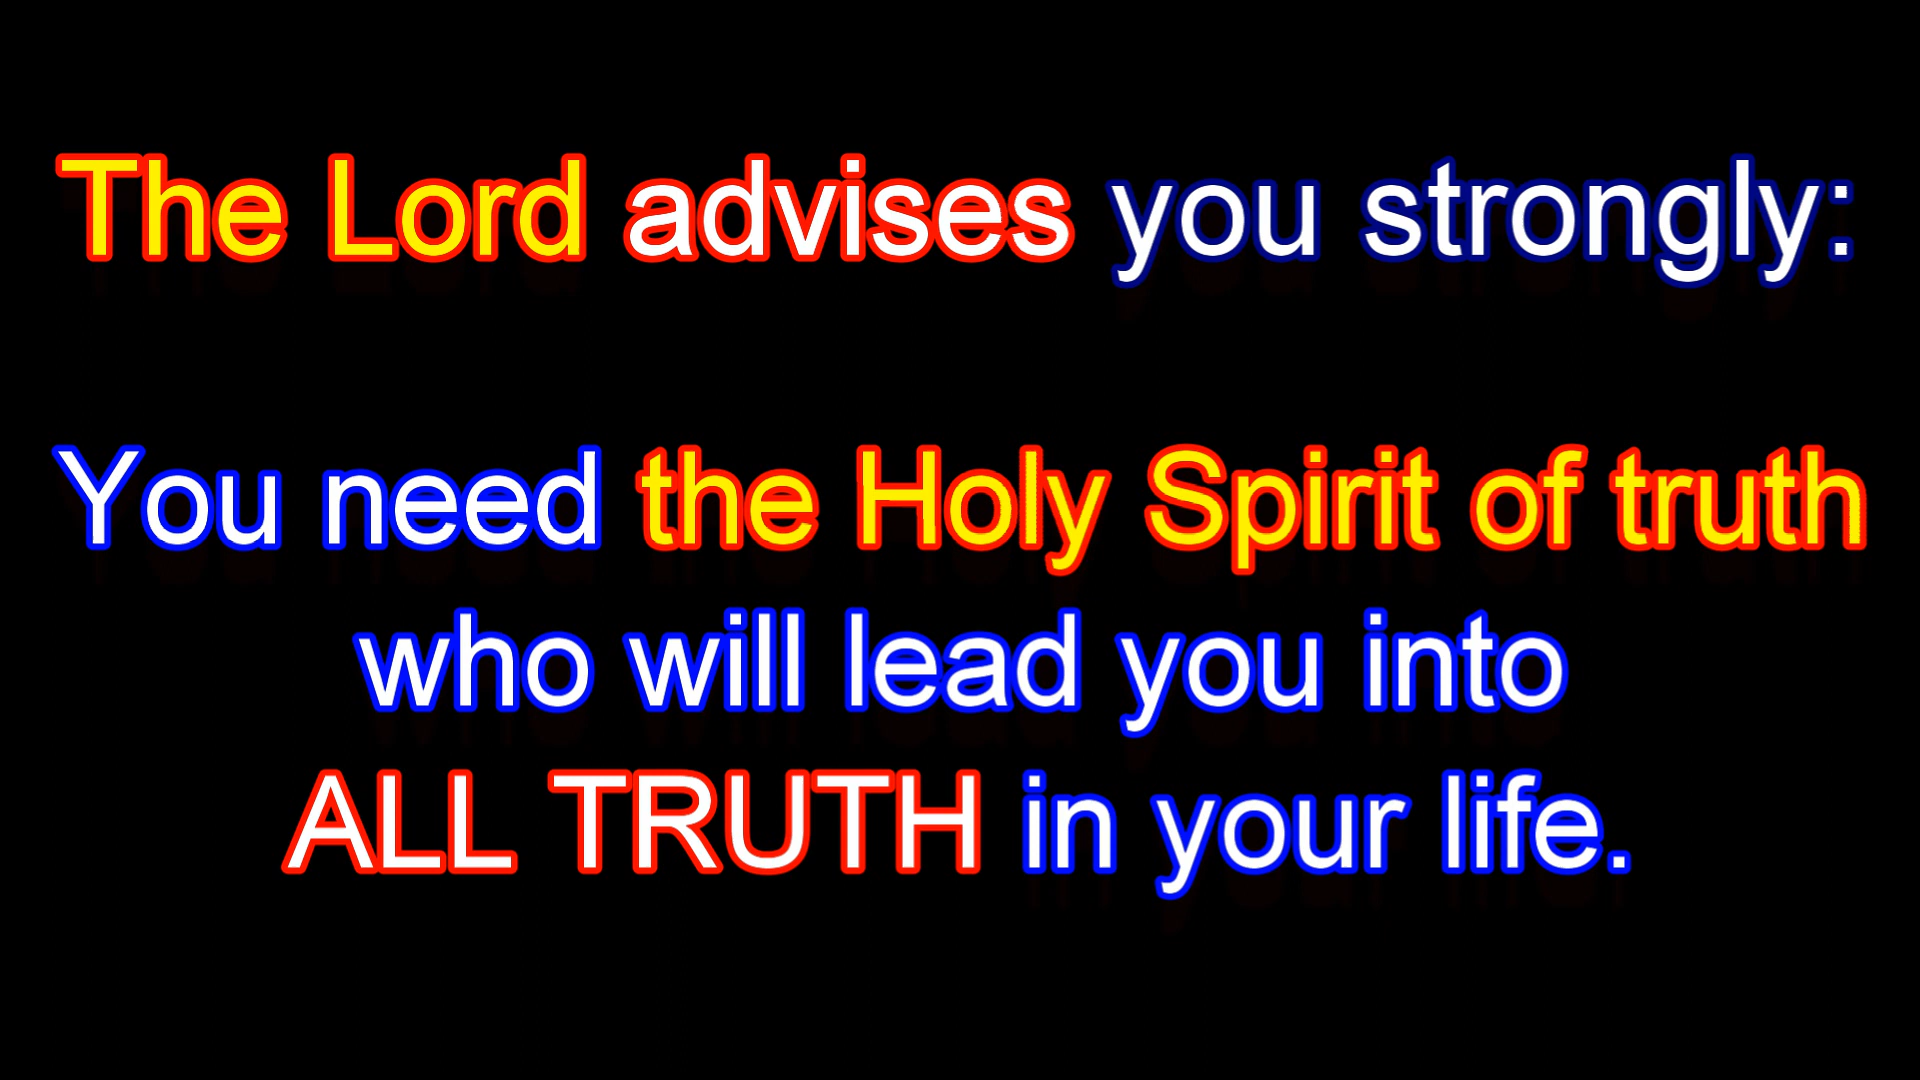 The Lord advises you strongly:
You need the Holy Spirit of truth
who will lead you into
ALL TRUTH in your life.